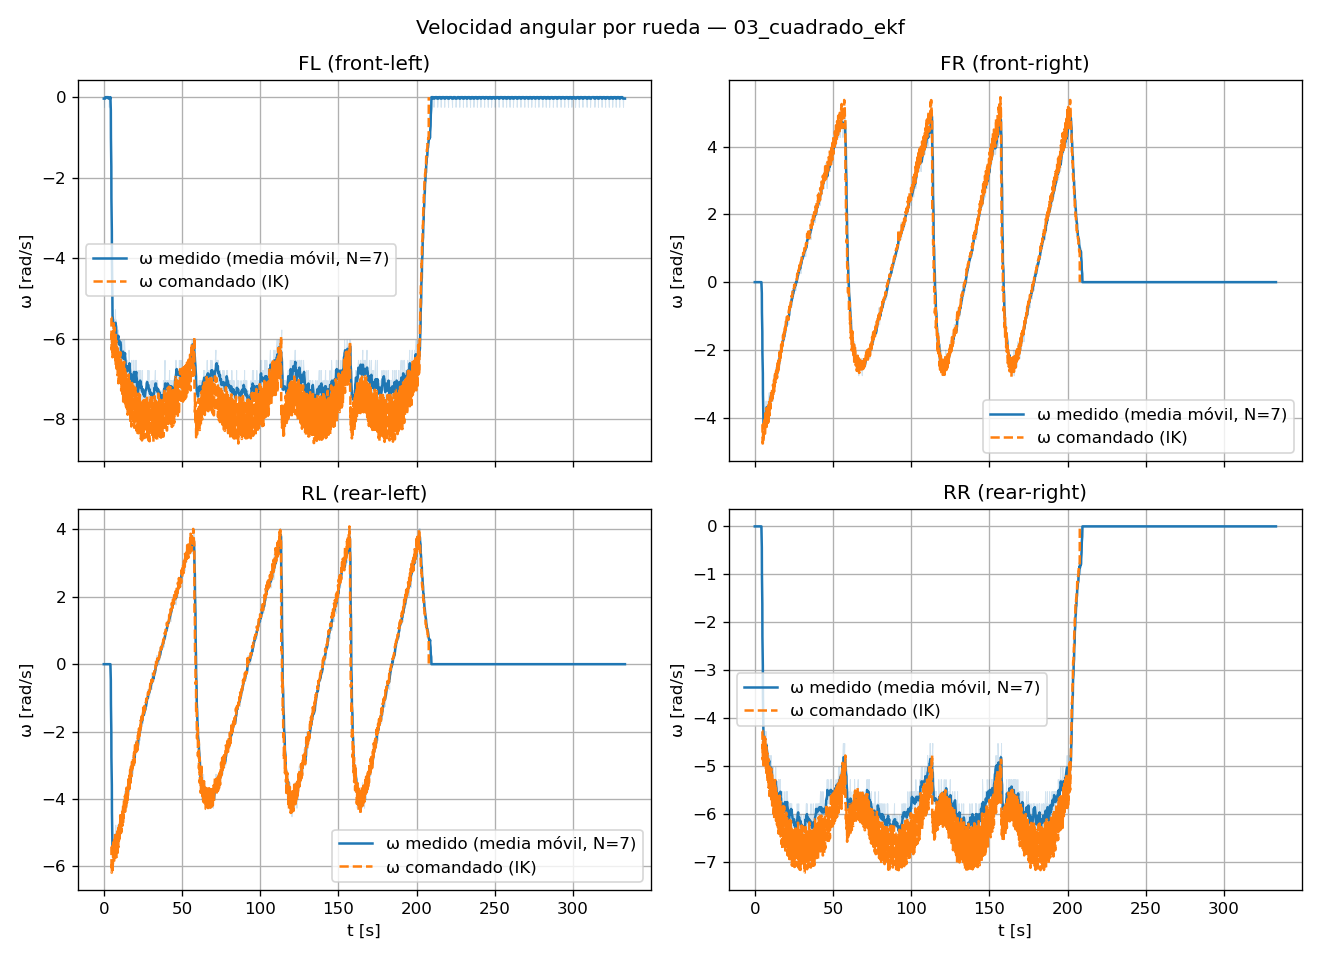 Velocidad angular por rueda — 03_cuadrado_ekf
FL (front-left)
0
−2
−4
−6
−8
ω [rad/s]
ω medido (media móvil, N=7)
ω comandado (IK)
FR (front-right)
4
2
0
−2
−4
ω [rad/s]
ω medido (media móvil, N=7)
ω comandado (IK)
RL (rear-left)
4
2
0
−2
−4
−6
ω [rad/s]
ω medido (media móvil, N=7)
ω comandado (IK)
0 50 100 150 200 250 300
t [s]
RR (rear-right)
0
−1
−2
−3
−4
−5
−6
−7
ω [rad/s]
ω medido (media móvil, N=7)
ω comandado (IK)
0 50 100 150 200 250 300
t [s]